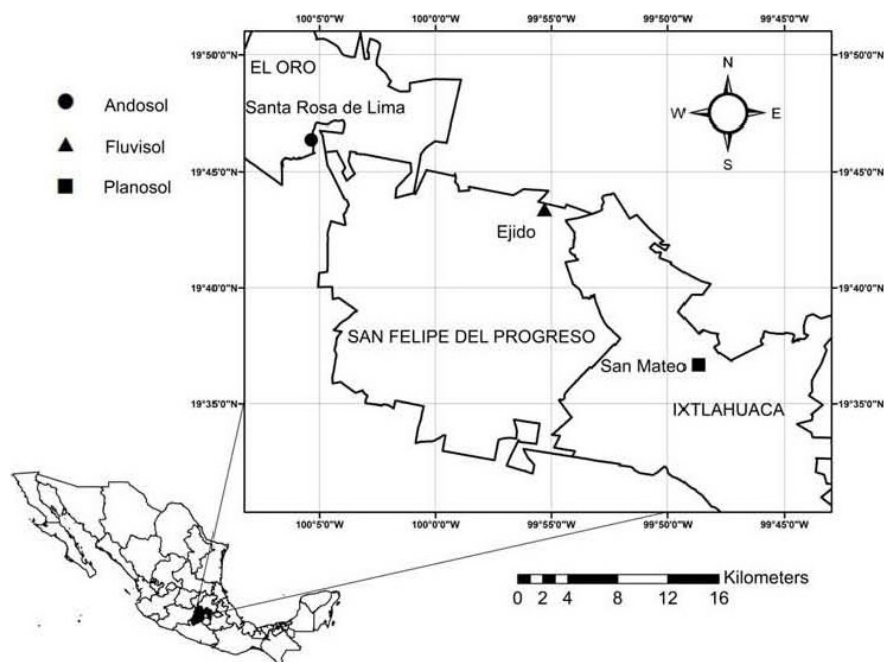 100°5'0"W 100°0'0"W 99°55'0"W 99°50'0"W 99°45'0"W
19°50'0"N 19°50'0"N
EL ORO
N
Santa Rosa de Lima
W E
S
Andosol
Fluvisol
Planosol
19°45'0"N 19°45'0"N
Ejido
19°40'0"N 19°40'0"N
SAN FELIPE DEL PROGRESO
San Mateo
IXTLAHUACA
19°35'0"N 19°35'0"N
100°5'0"W 100°0'0"W 99°55'0"W 99°50'0"W 99°45'0"W
Kilometers
0 2 4 8 12 16